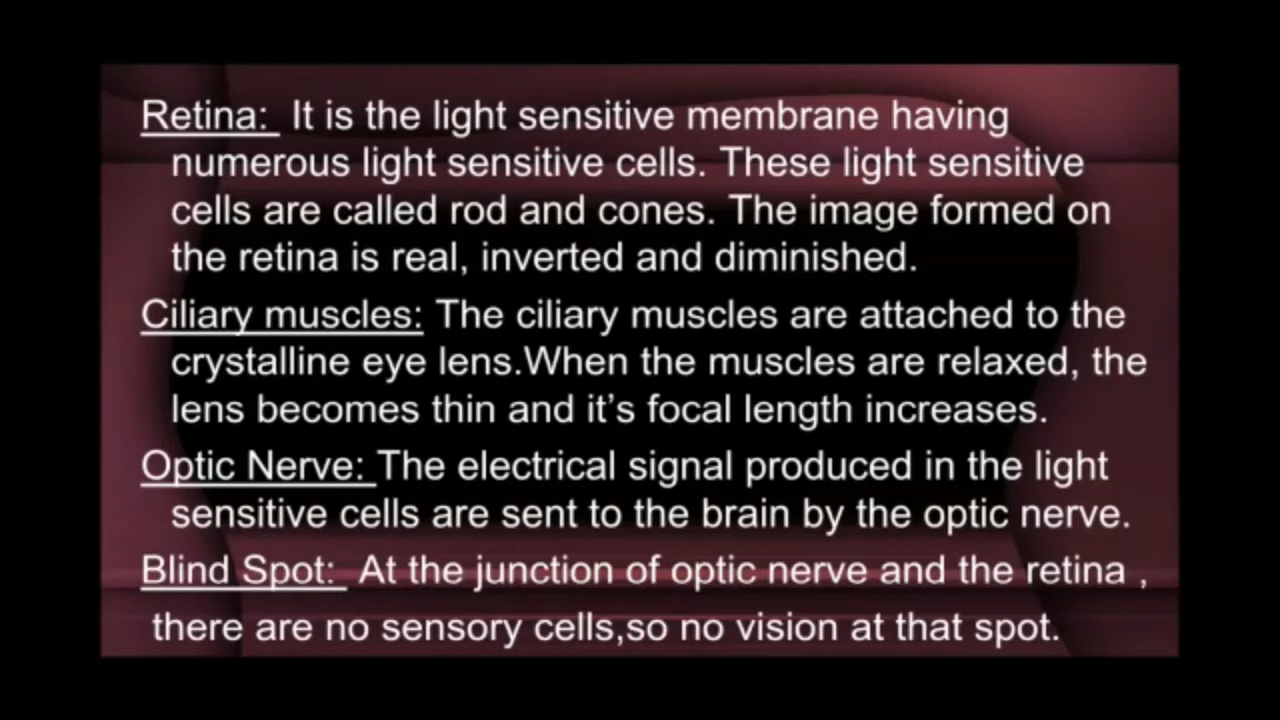 Retina: It is the light sensitive membrane having
numerous light sensitive cells. These light sensitive
cells are called rod and cones. The image formed on
the retina is real, inverted and diminished.
Ciliary muscles: The ciliary muscles are attached to the
crystalline eye lens.When the muscles are relaxed, the
lens becomes thin and it’s focal length increases.
Optic Nerve: The electrical signal produced in the light
sensitive cells are sent to the brain by the optic nerve.
Blind Spot: At the junction of optic nerve and the retina ,
there are no sensory cells,so no vision at that spot.